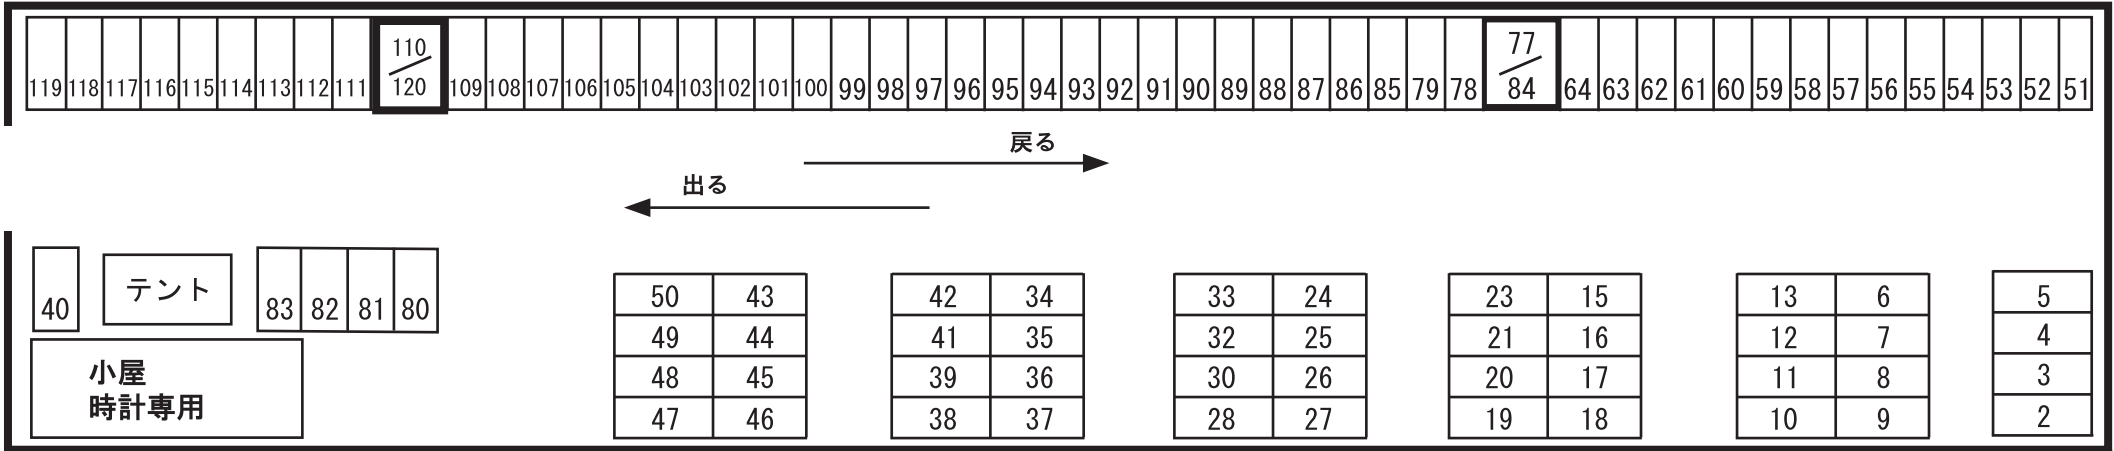 119 118 117 116 115 114 113 112 111 110/120 109 108 107 106 105 104 103 102 101 100 99 98 97 96 95 94 93 92 91 90 89 88 87 86 85 79 78 77/84 64 63 62 61 60 59 58 57 56 55 54 53 52 51
戻る
出る
40 テント 83 82 81 80
小屋
時計専用
50 43 42 34 33 24 23 15 13 6 5
49 44 41 35 32 25 21 16 12 7 4
48 45 39 36 30 26 20 17 11 8 3
47 46 38 37 28 27 19 18 10 9 2